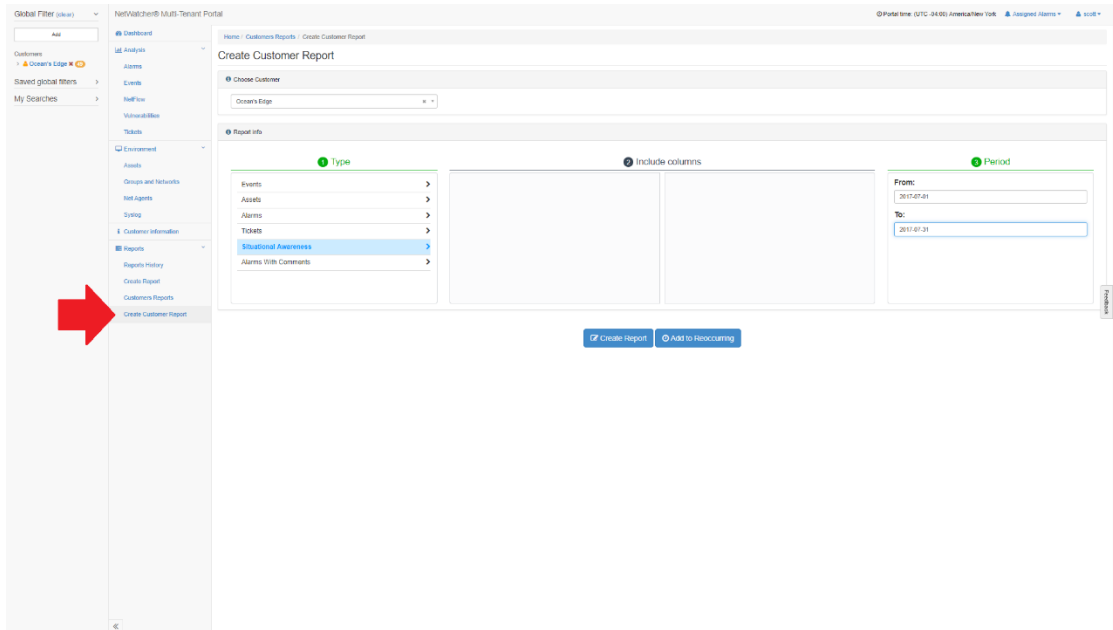 Global Filter (clear)
Add
Customers
Ocean's Edge
Saved global filters
My Searches
NetWatcher® Multi-Tenant Portal
Portal time: (UTC -04:00) America/New York
Assigned Alarms
scott
Dashboard
Analysis
Alarms
Events
NetFlow
Vulnerabilities
Tickets
Environment
Assets
Groups and Networks
Net Agents
Syslog
Customer Information
Reports
Reports History
Create Report
Customers Reports
Create Customer Report
Home / Customers Reports / Create Customer Report
Create Customer Report
Choose Customer
Ocean's Edge
Report Info
1 Type
Events
Assets
Alarms
Tickets
Situational Awareness
Alarms With Comments
2 Include columns
3 Period
From:
2017-07-01
To:
2017-07-31
Create Report
Add to Reoccurring
Feedback